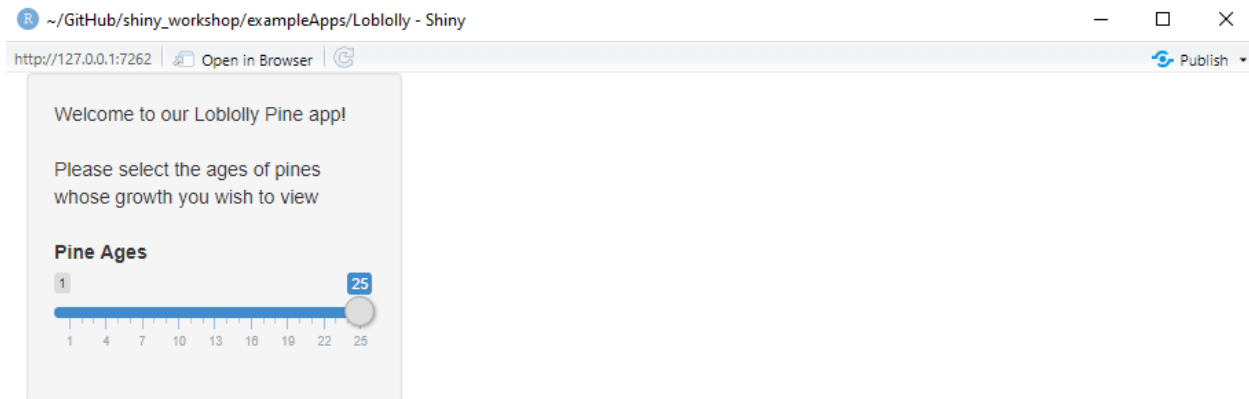 R ~/GitHub/shiny_workshop/exampleApps/Loblolly - Shiny
http://127.0.0.1:7262 Open in Browser Publish
Welcome to our Loblolly Pine app!
Please select the ages of pines
whose growth you wish to view
Pine Ages
1 25
1 4 7 10 13 16 19 22 25